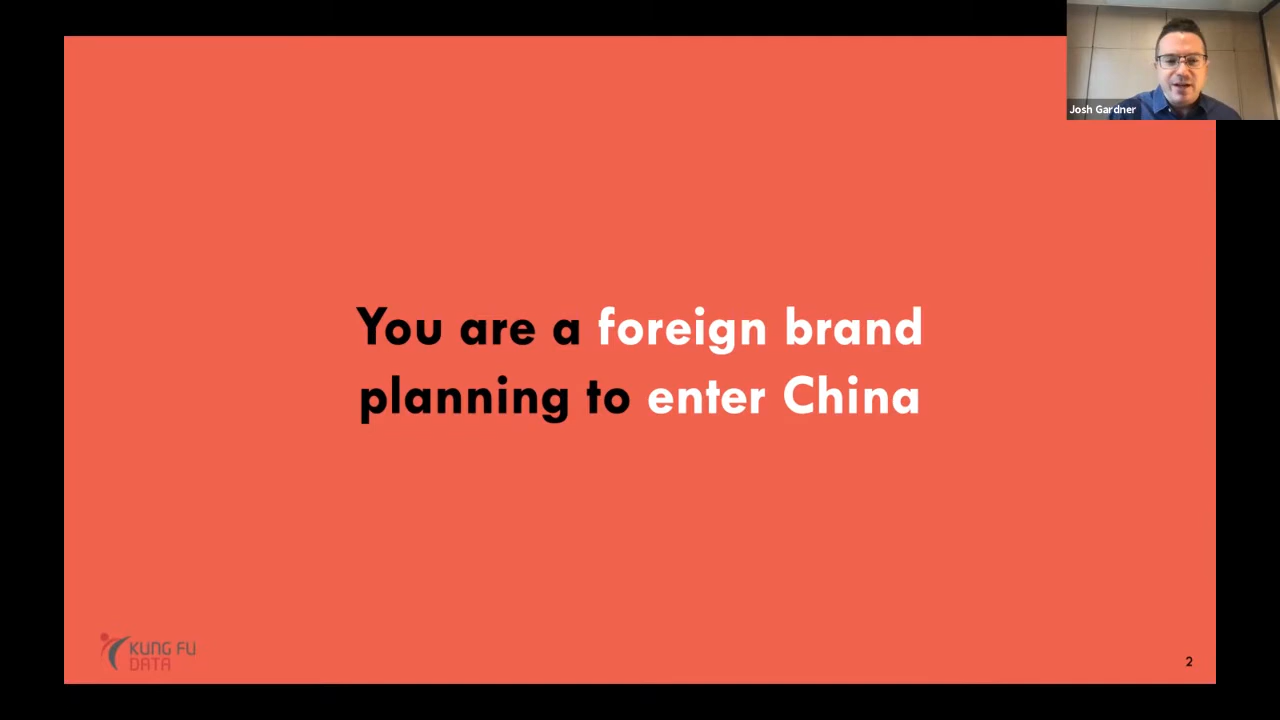 Josh Gardner
You are a foreign brand
planning to enter China
KUNG FU
DATA
2